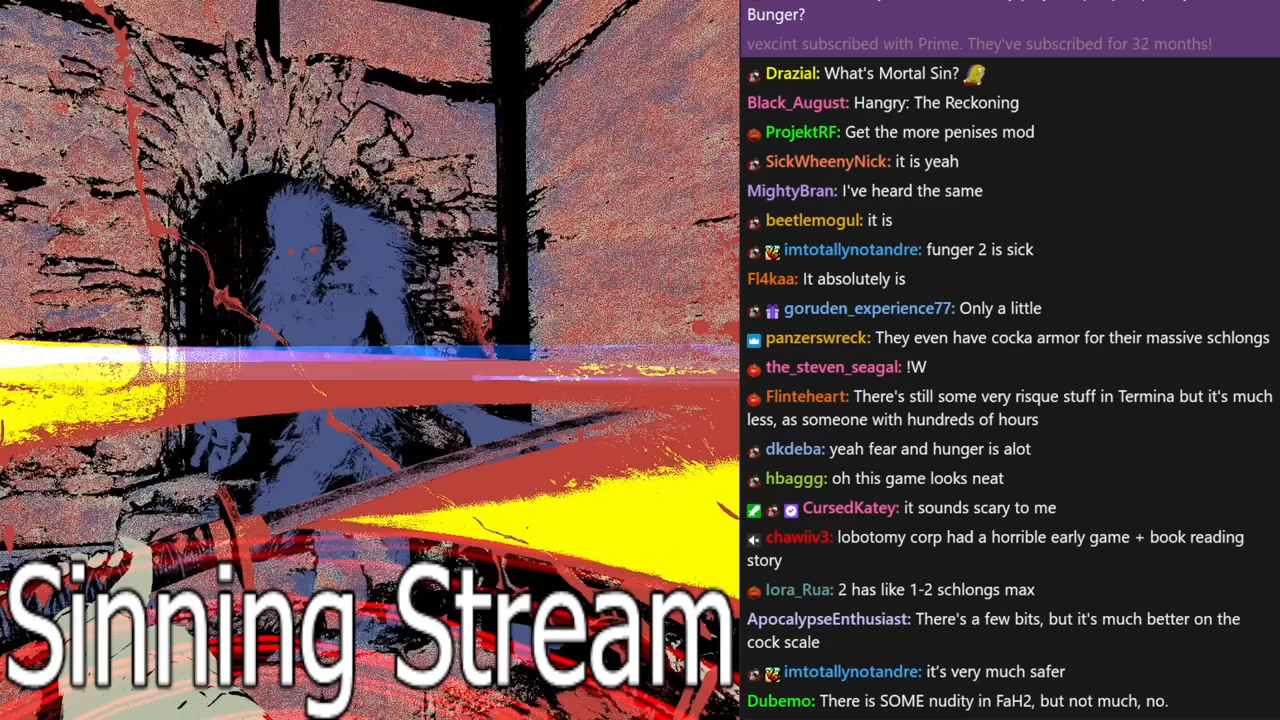 Bunger?
vexcint subscribed with Prime. They've subscribed for 32 months!
Drazial: What's Mortal Sin?
Black_August: Hangry: The Reckoning
ProjektRF: Get the more penises mod
SickWheenyNick: it is yeah
MightyBran: I've heard the same
beetlemogul: it is
imtotallynotandre: funger 2 is sick
Fl4kaa: It absolutely is
goruden_experience77: Only a little
panzerswreck: They even have cocka armor for their massive schlongs
the_steven_seagal: !W
Flinteheart: There's still some very risque stuff in Termina but it's much
less, as someone with hundreds of hours
dkdeba: yeah fear and hunger is alot
hbaggg: oh this game looks neat
CursedKatey: it sounds scary to me
chawiiv3: lobotomy corp had a horrible early game + book reading
story
Iora_Rua: 2 has like 1-2 schlongs max
ApocalypseEnthusiast: There's a few bits, but it's much better on the
cock scale
imtotallynotandre: it's very much safer
Dubemo: There is SOME nudity in FaH2, but not much, no.
Sinning Stream